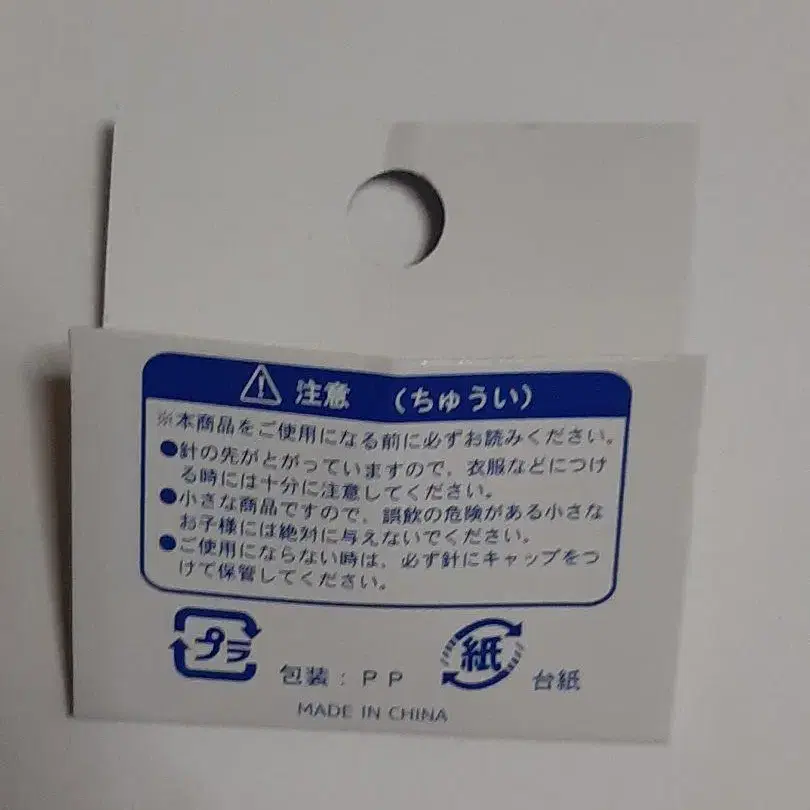 注意 (ちゅうい)
※本商品をご使用になる前に必ずお読みください。
●針の先がとがっていますので、衣服などにつけ
る時には十分に注意してください。
●小さな商品ですので、誤飲の危険がある小さな
お子様には絶対に与えないでください。
●ご使用にならない時は、必ず針にキャップをつ
けて保管してください。
プラ 包装:PP 紙 台紙
MADE IN CHINA